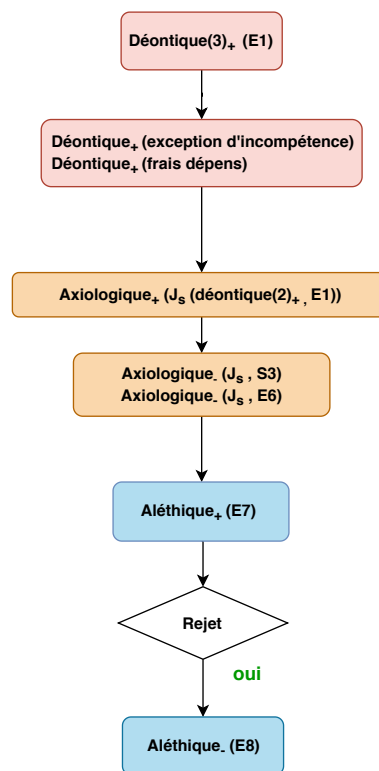 Déontique(3)₊ (E1)
Déontique₊ (exception d'incompétence)
Déontique₊ (frais dépens)
Axiologique₊ (Jₛ (déontique(2)₊ , E1))
Axiologique₋ (Jₛ , S3)
Axiologique₋ (Jₛ , E6)
Aléthique₊ (E7)
Rejet
oui
Aléthique₋ (E8)